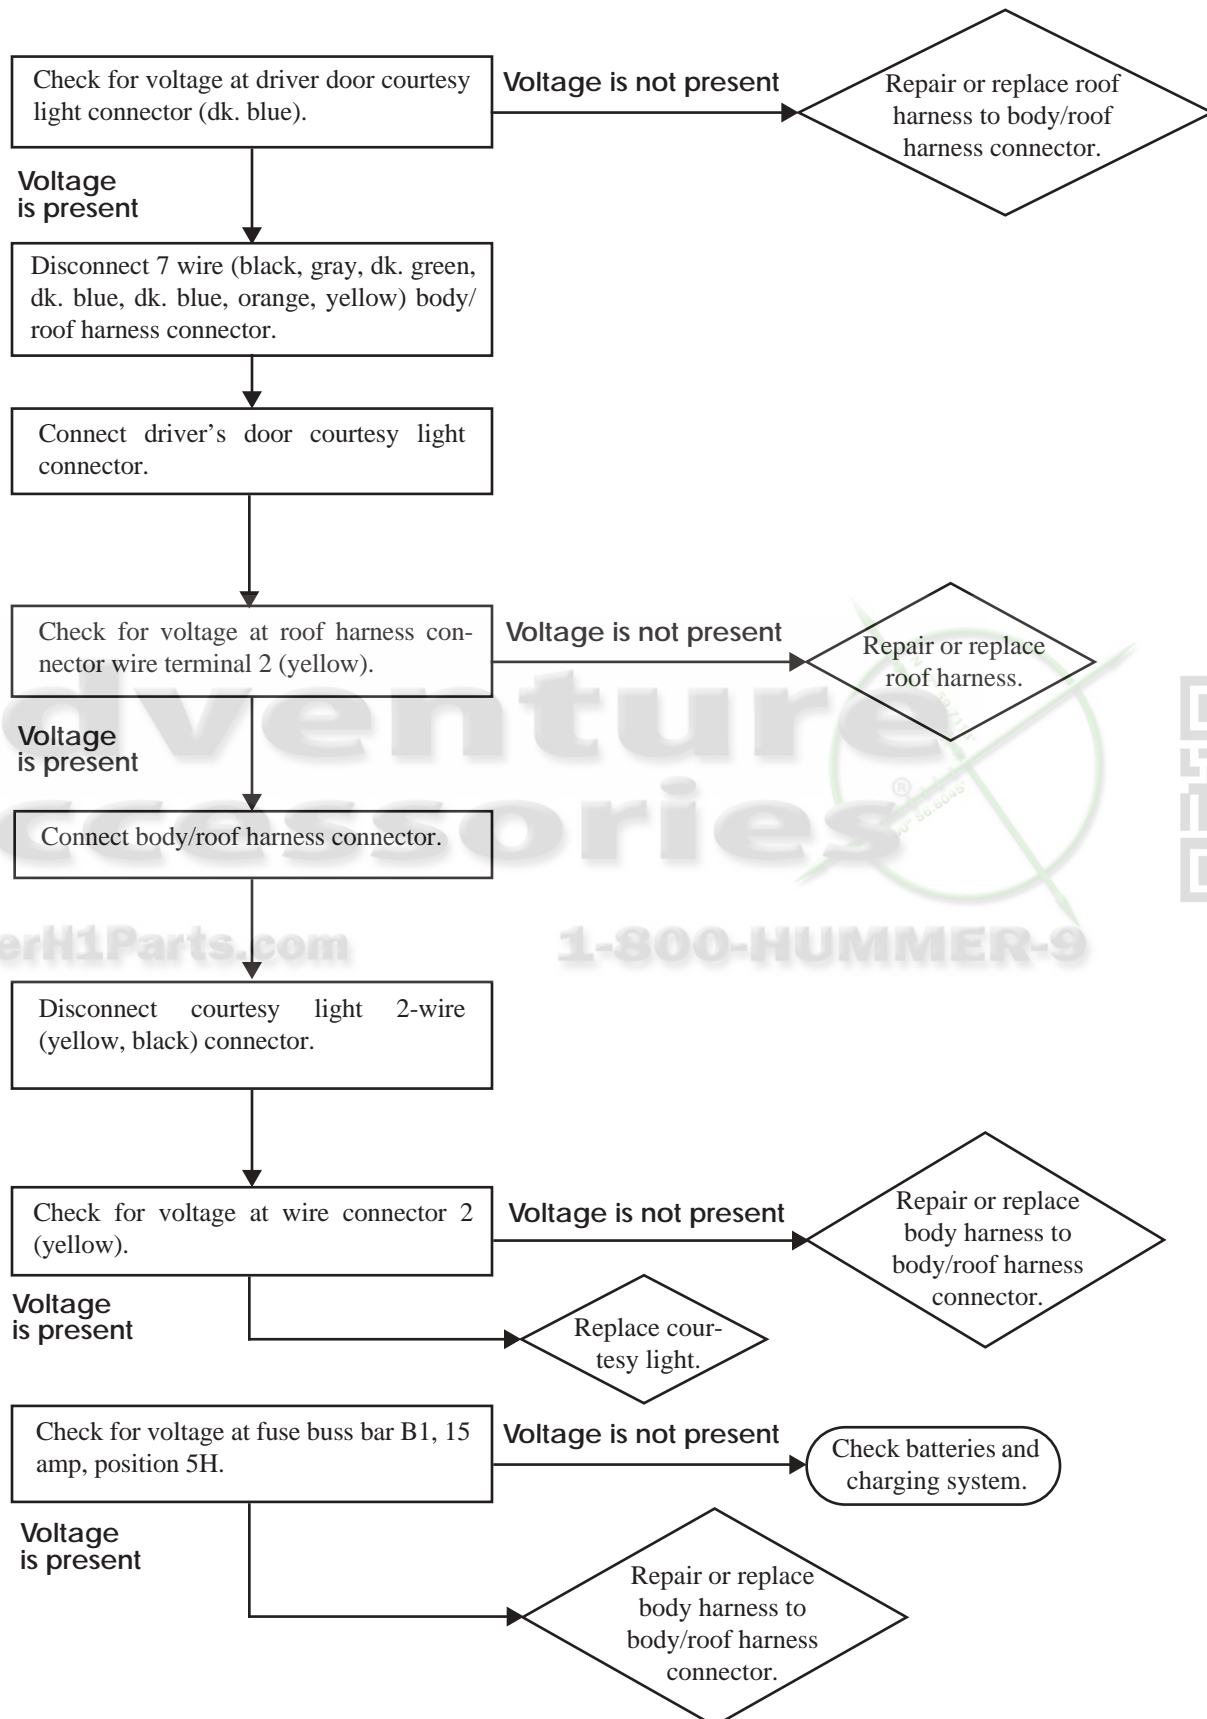 Check for voltage at driver door courtesy
light connector (dk. blue).
Voltage is not present
Repair or replace roof
harness to body/roof
harness connector.
Voltage
is present
Disconnect 7 wire (black, gray, dk. green,
dk. blue, dk. blue, orange, yellow) body/
roof harness connector.
Connect driver’s door courtesy light
connector.
Check for voltage at roof harness con-
nector wire terminal 2 (yellow).
Voltage is not present
Repair or replace
roof harness.
dventure
Voltage
is present
Connect body/roof harness connector.
ccessories
®
erH1Parts.com
1-800-HUMMER-9
Disconnect courtesy light 2-wire
(yellow, black) connector.
Check for voltage at wire connector 2
(yellow).
Voltage is not present
Repair or replace
body harness to
body/roof harness
connector.
Voltage
is present
Replace cour-
tesy light.
Check for voltage at fuse buss bar B1, 15
amp, position 5H.
Voltage is not present
Check batteries and
charging system.
Voltage
is present
Repair or replace
body harness to
body/roof harness
connector.